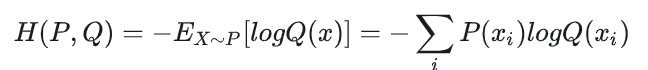 H(P, Q) = −E_{X∼P}[logQ(x)] = − ∑_i P(x_i)logQ(x_i)